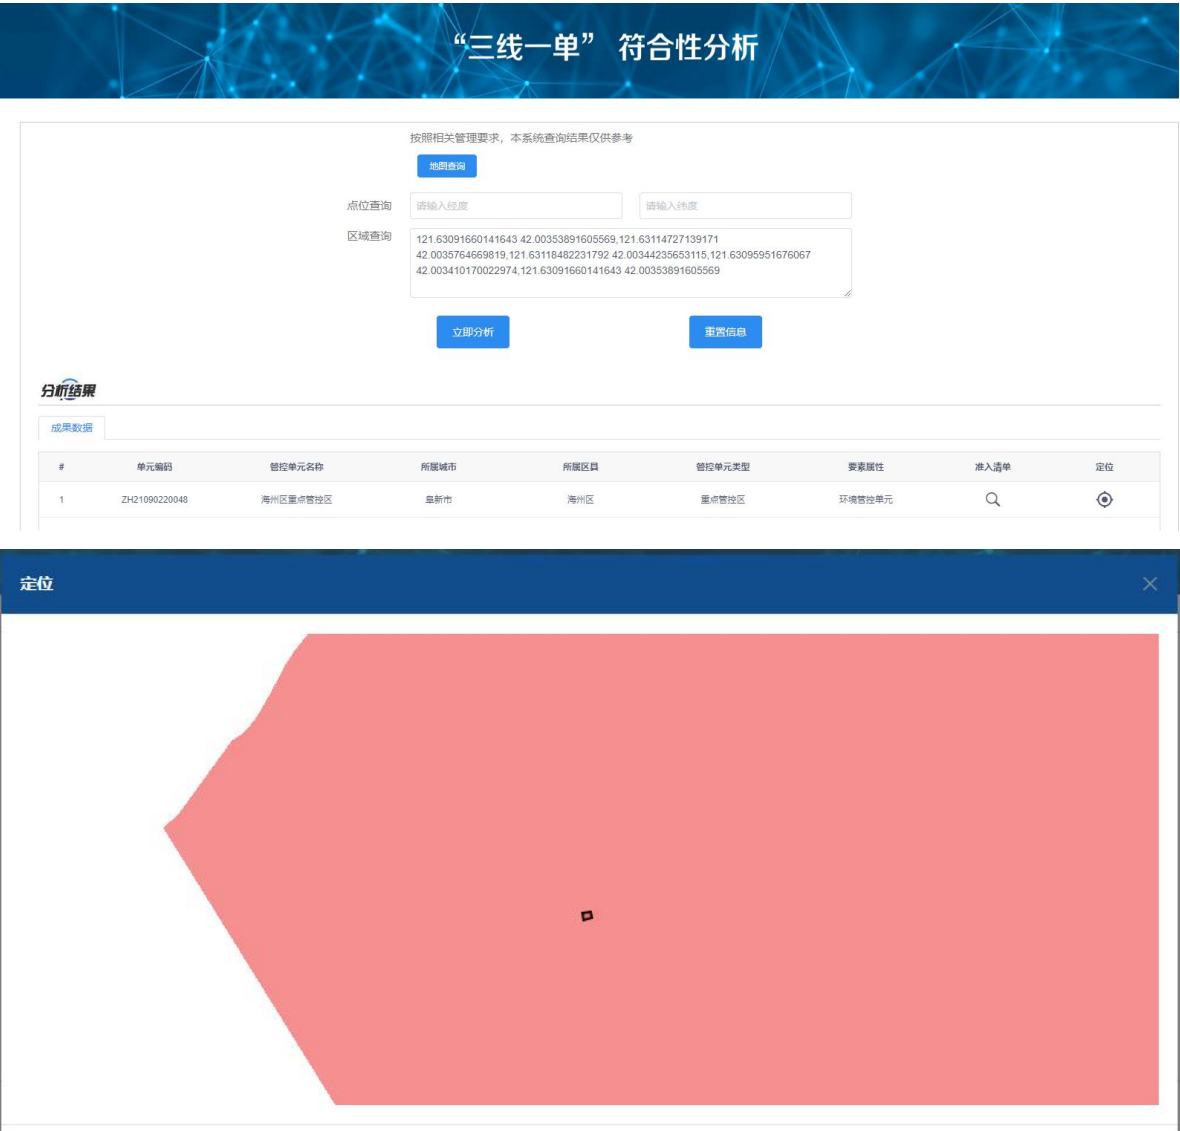 “三线一单” 符合性分析
按照相关管理要求，本系统查询结果仅供参考
地图查询
点位查询 请输入经度 请输入纬度
区域查询 121.63091660141643 42.00353891605569,121.63114727139171
42.0035764669819,121.63118482231792 42.00344235653115,121.63095951676067
42.003410170022974,121.63091660141643 42.00353891605569
立即分析 重置信息
分析结果
成果数据
# 单元编码 管控单元名称 所属城市 所属区县 管控单元类型 要素属性 准入清单 定位
1 ZH21090220048 海州区重点管控区 阜新市 海州区 重点管控区 环境管控单元
定位